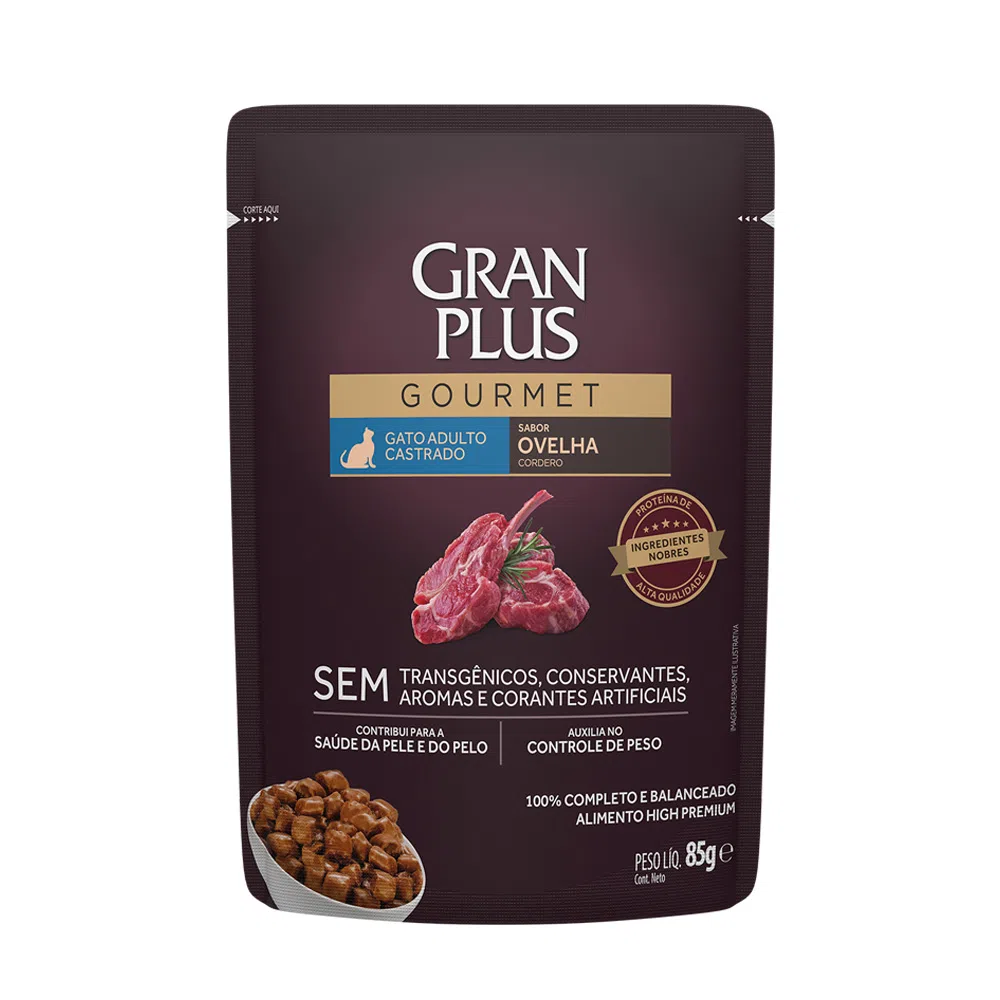 CORTE AQUI
GRAN
PLUS
GOURMET
GATO ADULTO
CASTRADO
SABOR
OVELHA
CORDERO
PROTEÍNA DE
INGREDIENTES
NOBRES
ALTA QUALIDADE
SEM TRANSGÊNICOS, CONSERVANTES,
AROMAS E CORANTES ARTIFICIAIS
CONTRIBUI PARA A
SAÚDE DA PELE E DO PELO
AUXILIA NO
CONTROLE DE PESO
100% COMPLETO E BALANCEADO
ALIMENTO HIGH PREMIUM
PESO LÍQ. 85g e
Cont. Neto
IMAGEM MERAMENTE ILUSTRATIVA